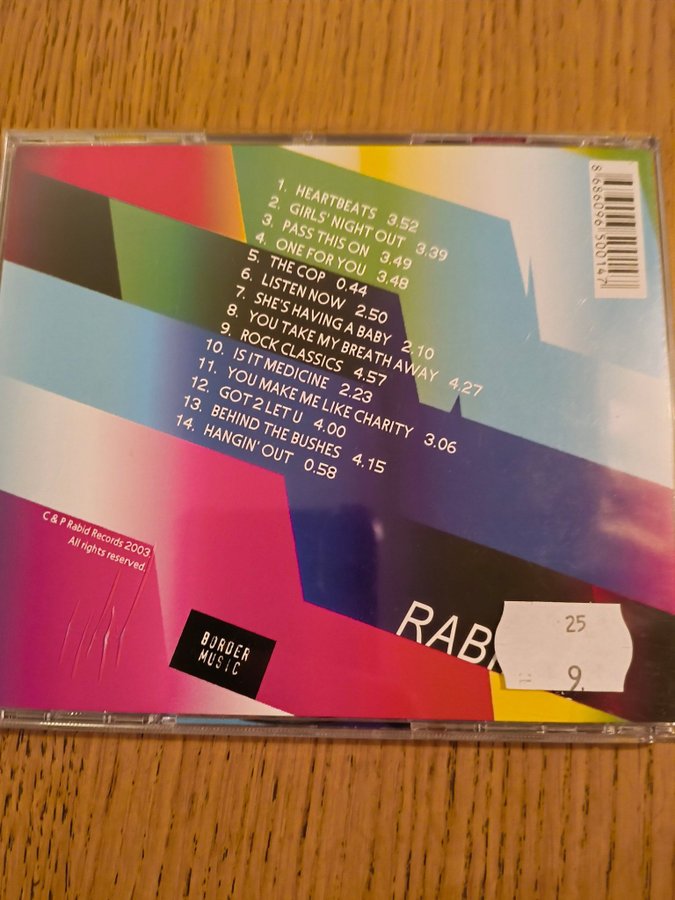 1. HEARTBEATS 3.52
2. GIRLS' NIGHT OUT 3.39
3. PASS THIS ON 3.49
4. ONE FOR YOU 3.48
5. THE COP 0.44
6. LISTEN NOW 2.50
7. SHE'S HAVING A BABY 2.10
8. YOU TAKE MY BREATH AWAY 4.27
9. ROCK CLASSICS 4.57
10. IS IT MEDICINE 2.23
11. YOU MAKE ME LIKE CHARITY 3.06
12. GOT 2 LET U 4.00
13. BEHIND THE BUSHES 4.15
14. HANGIN' OUT 0.58
8 686096 500147
C & P Rabid Records 2003.
All rights reserved.
BORDER
MUSIC
RABI
25
9.